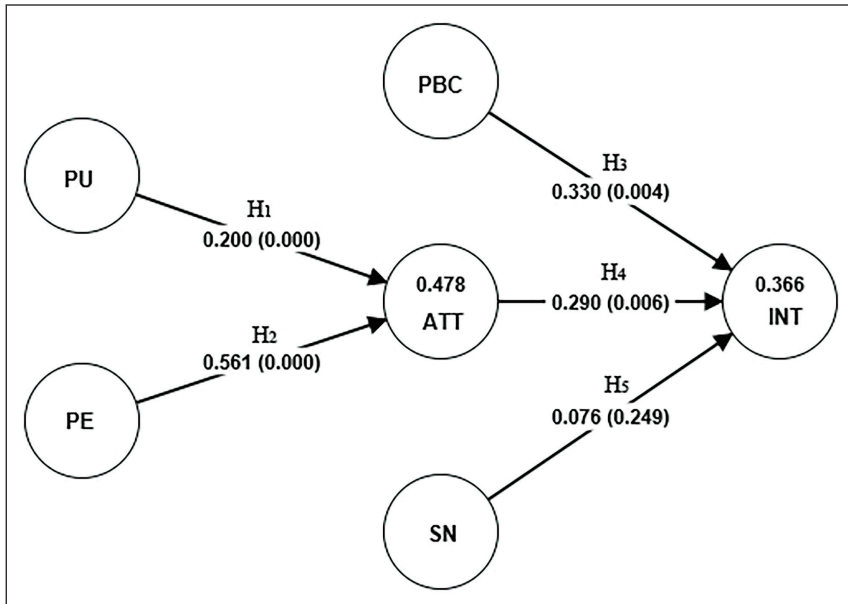 PBC
PU
H₃
0.330 (0.004)
H₁
0.200 (0.000)
0.478
ATT
H₄
0.290 (0.006)
0.366
INT
H₂
0.561 (0.000)
PE
H₅
0.076 (0.249)
SN